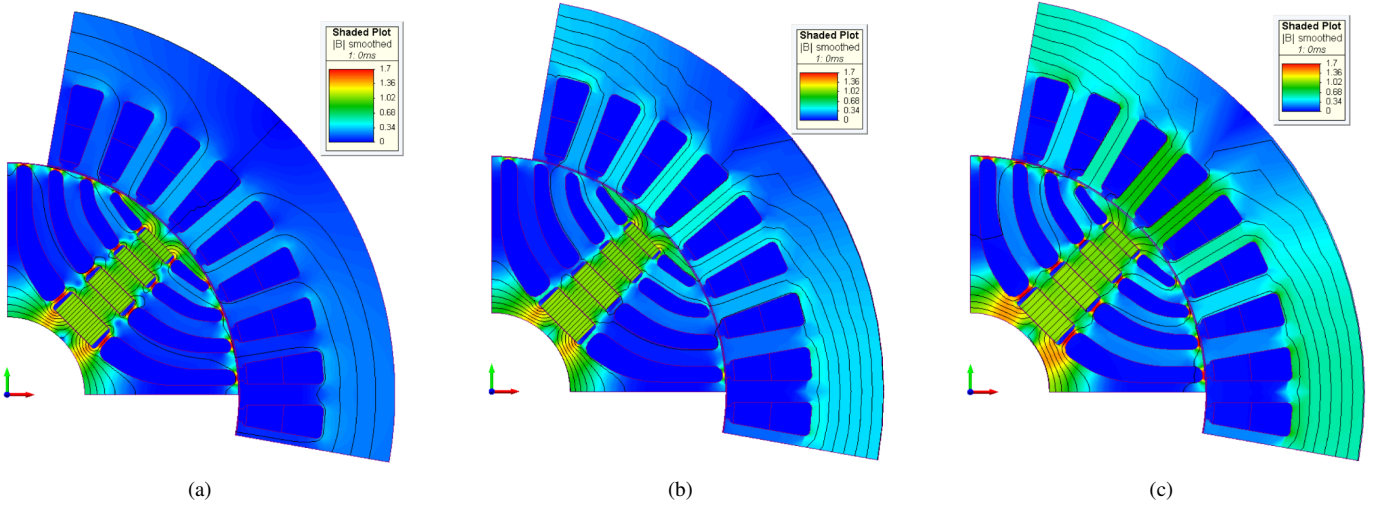 Shaded Plot
|B| smoothed
1: 0ms
1.7
1.36
1.02
0.68
0.34
0
Shaded Plot
|B| smoothed
1: 0ms
1.7
1.36
1.02
0.68
0.34
0
Shaded Plot
|B| smoothed
1: 0ms
1.7
1.36
1.02
0.68
0.34
0
(a)
(b)
(c)